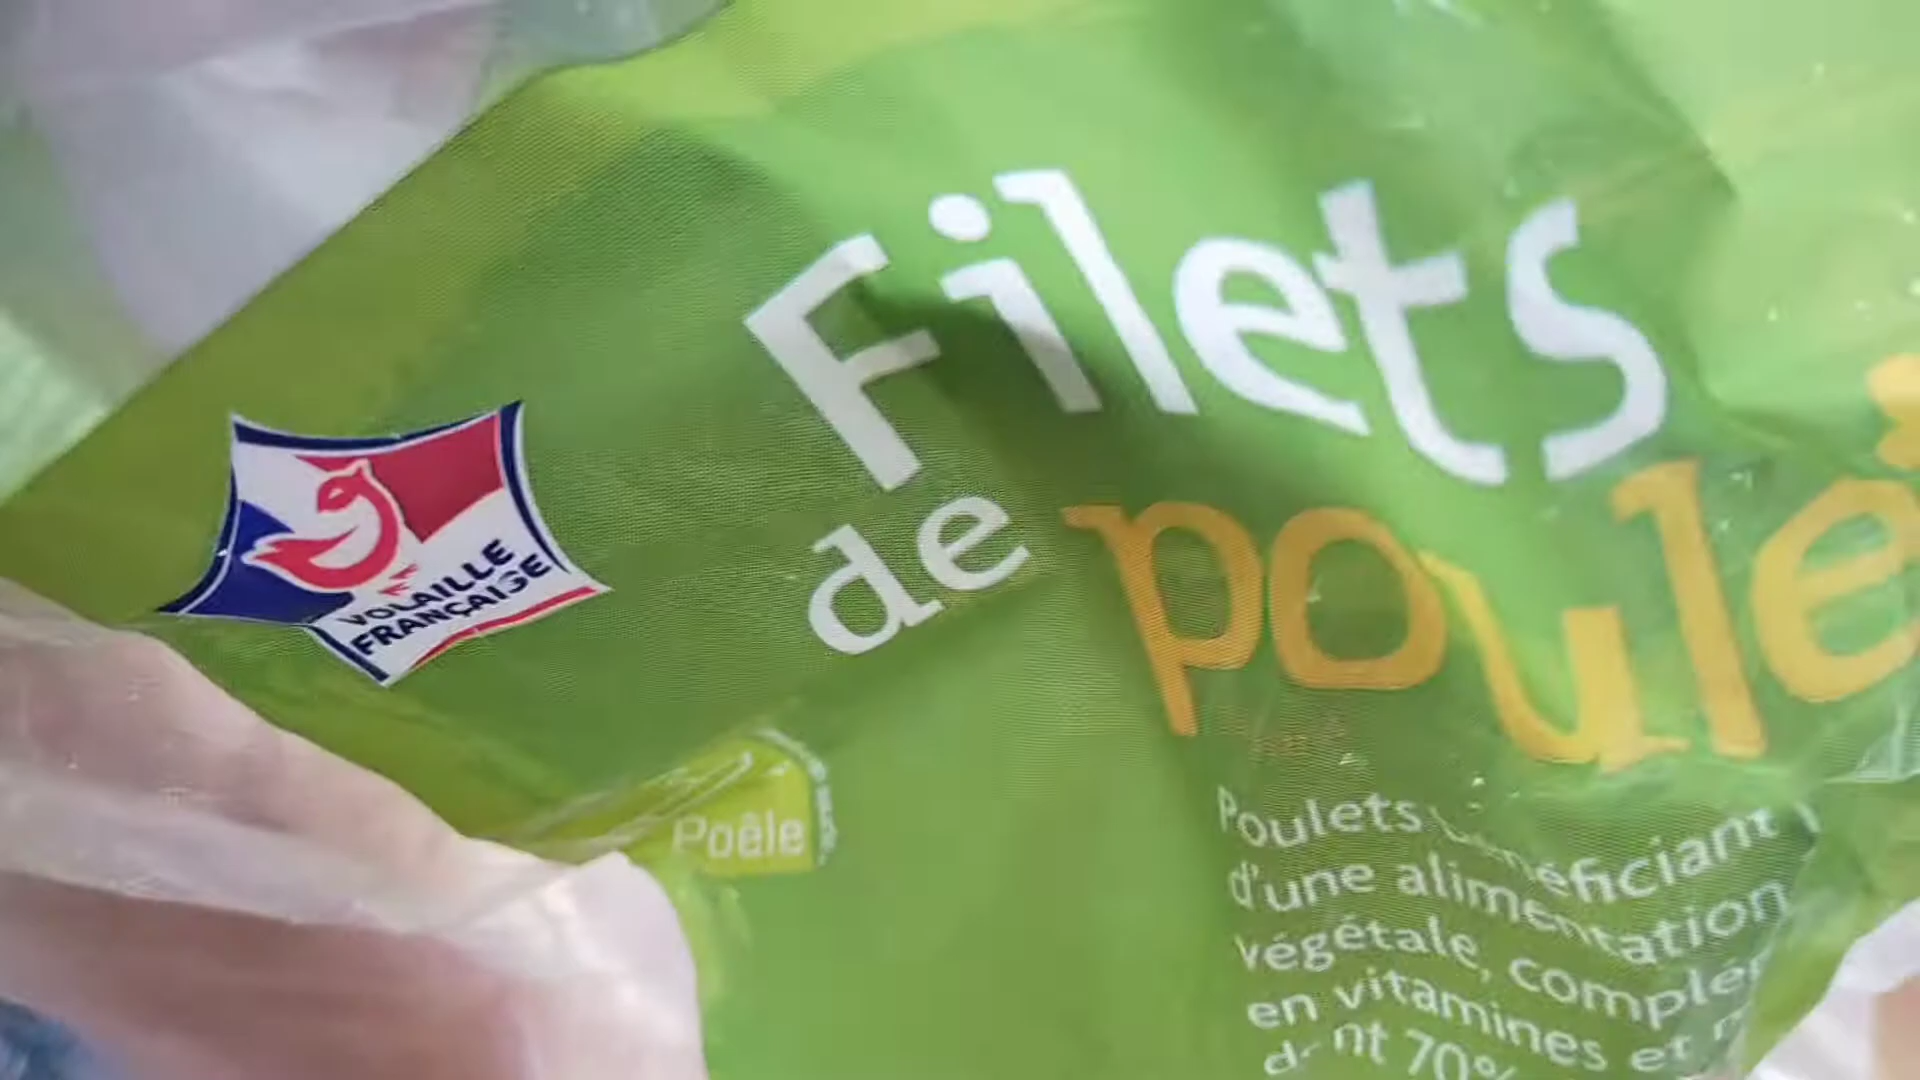 Filets
de poulet
VOLAILLE
FRANÇAISE
Poêle
Poulets bénéficiant
d'une alimentation
végétale, complé
en vitamines et
dont 70%